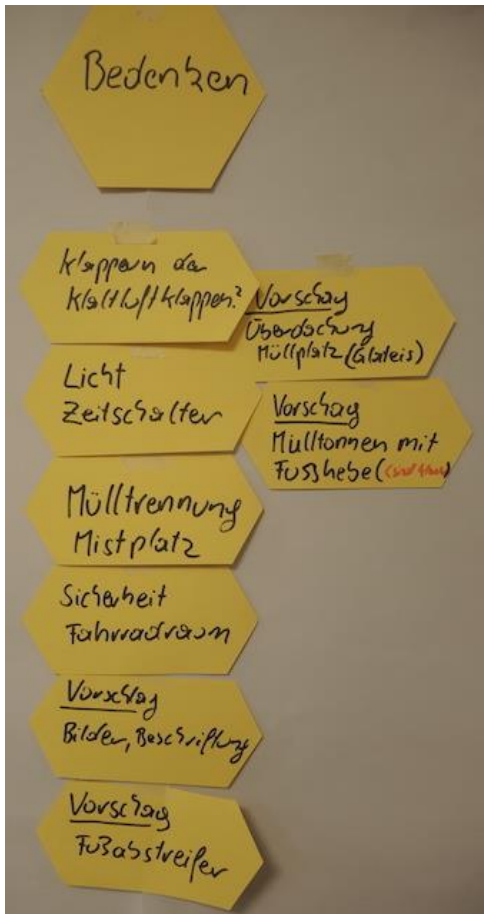 Bedenken
Klappern der
Kaltluftklappen?
Licht
Zeitschalter
Mülltrennung
Mistplatz
Sicherheit
Fahrradraum
Vorschlag
Bilder, Beschriftung
Vorschlag
Fußabstreifer
Vorschlag
Überdachung
Müllplatz (Glateis)
Vorschlag
Mülltonnen mit
Fusshebe(